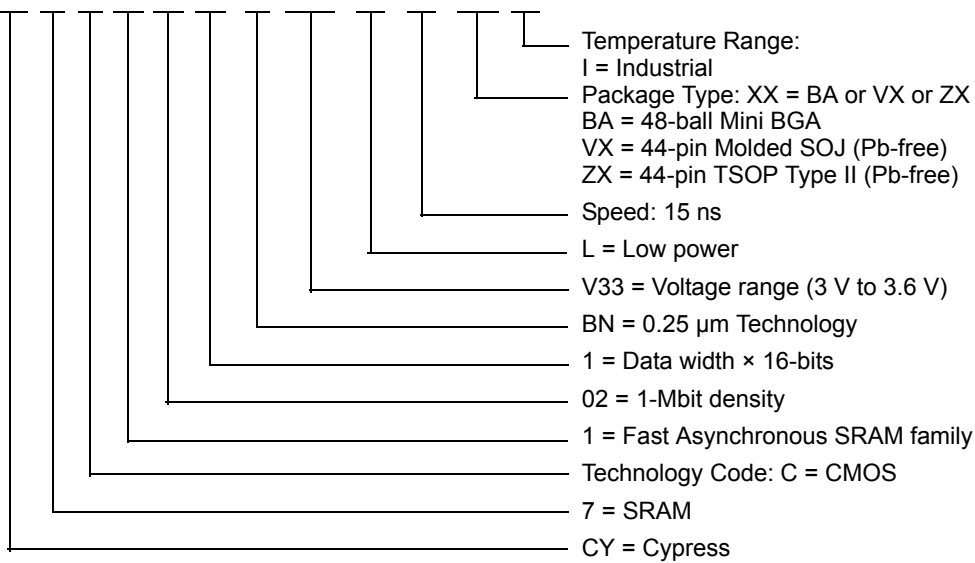 Temperature Range:
I = Industrial
Package Type: XX = BA or VX or ZX
BA = 48-ball Mini BGA
VX = 44-pin Molded SOJ (Pb-free)
ZX = 44-pin TSOP Type II (Pb-free)
Speed: 15 ns
L = Low power
V33 = Voltage range (3 V to 3.6 V)
BN = 0.25 µm Technology
1 = Data width × 16-bits
02 = 1-Mbit density
1 = Fast Asynchronous SRAM family
Technology Code: C = CMOS
7 = SRAM
CY = Cypress